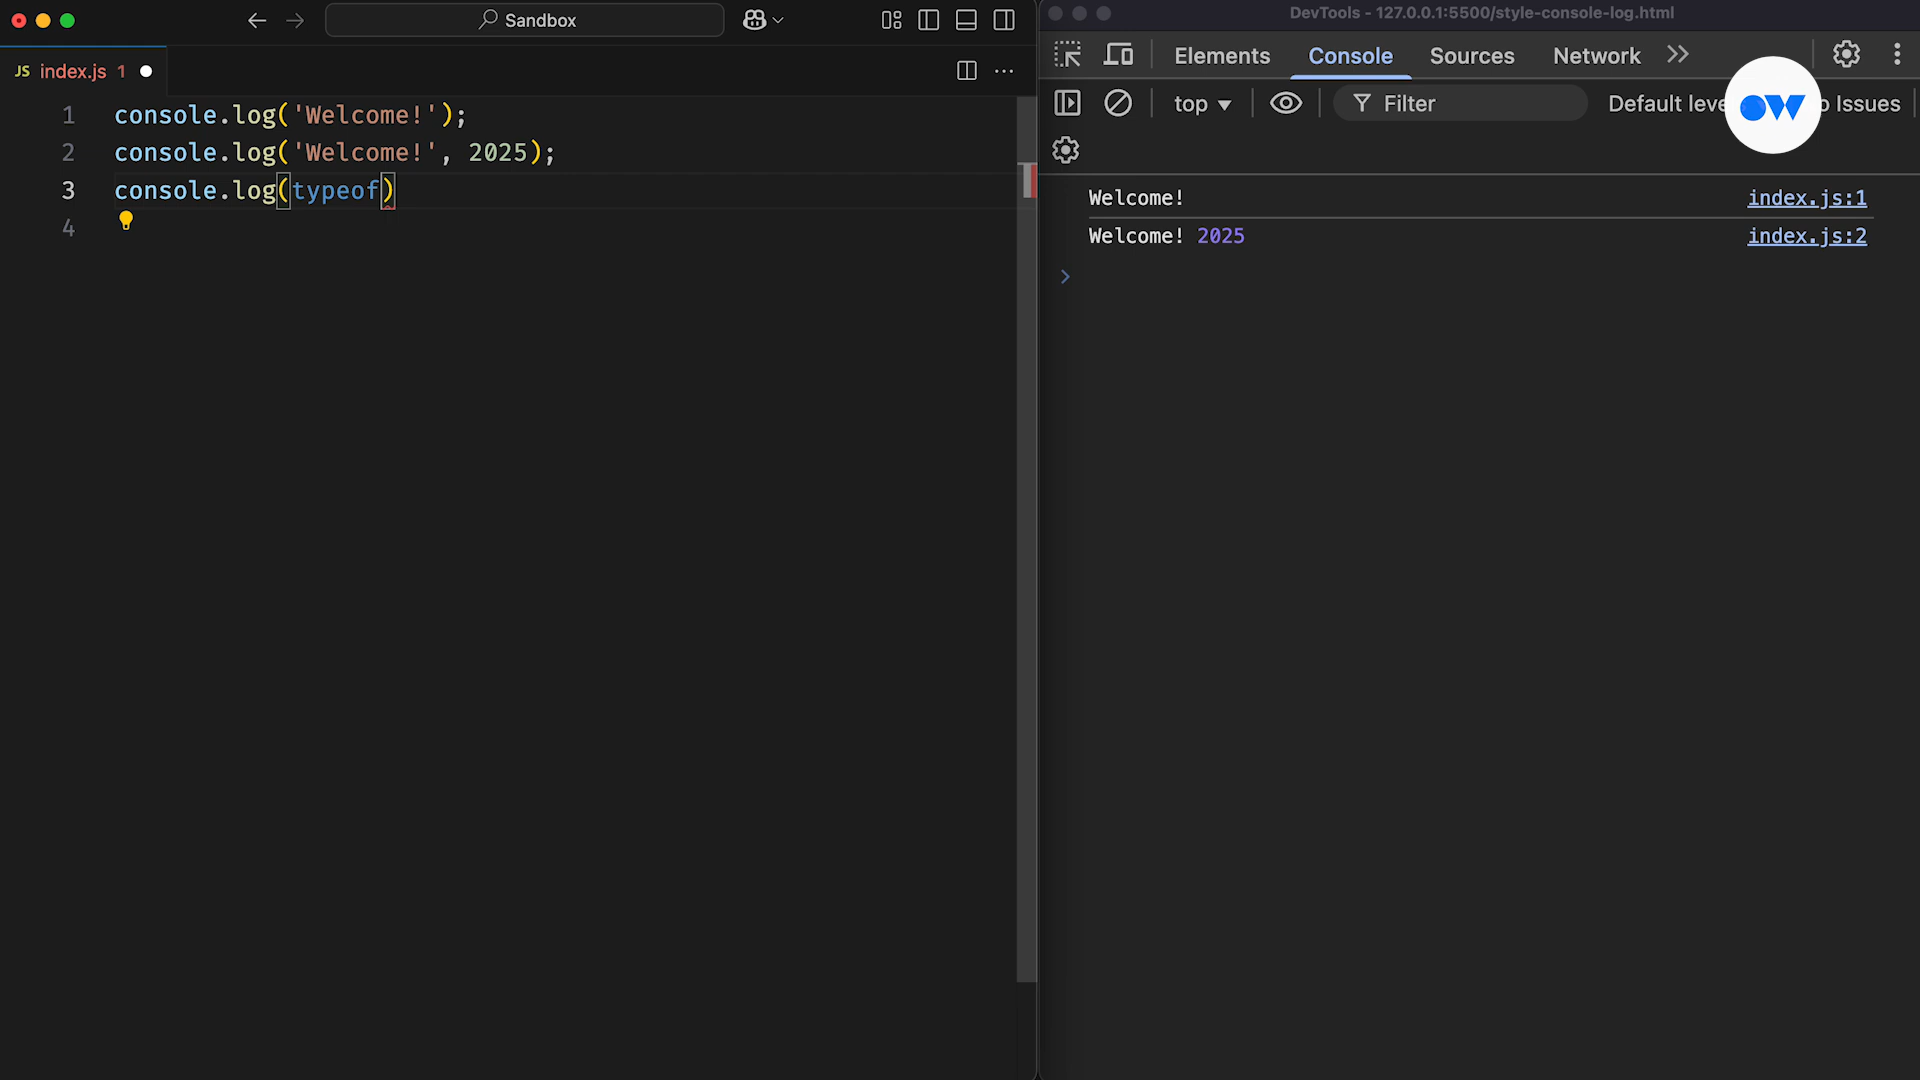 Sandbox
JS index.js 1
1 console.log('Welcome!');
2 console.log('Welcome!', 2025);
3 console.log(typeof)
4
DevTools - 127.0.0.1:5500/style-console-log.html
Elements Console Sources Network
top Filter Default leve Issues
OW
Welcome! index.js:1
Welcome! 2025 index.js:2